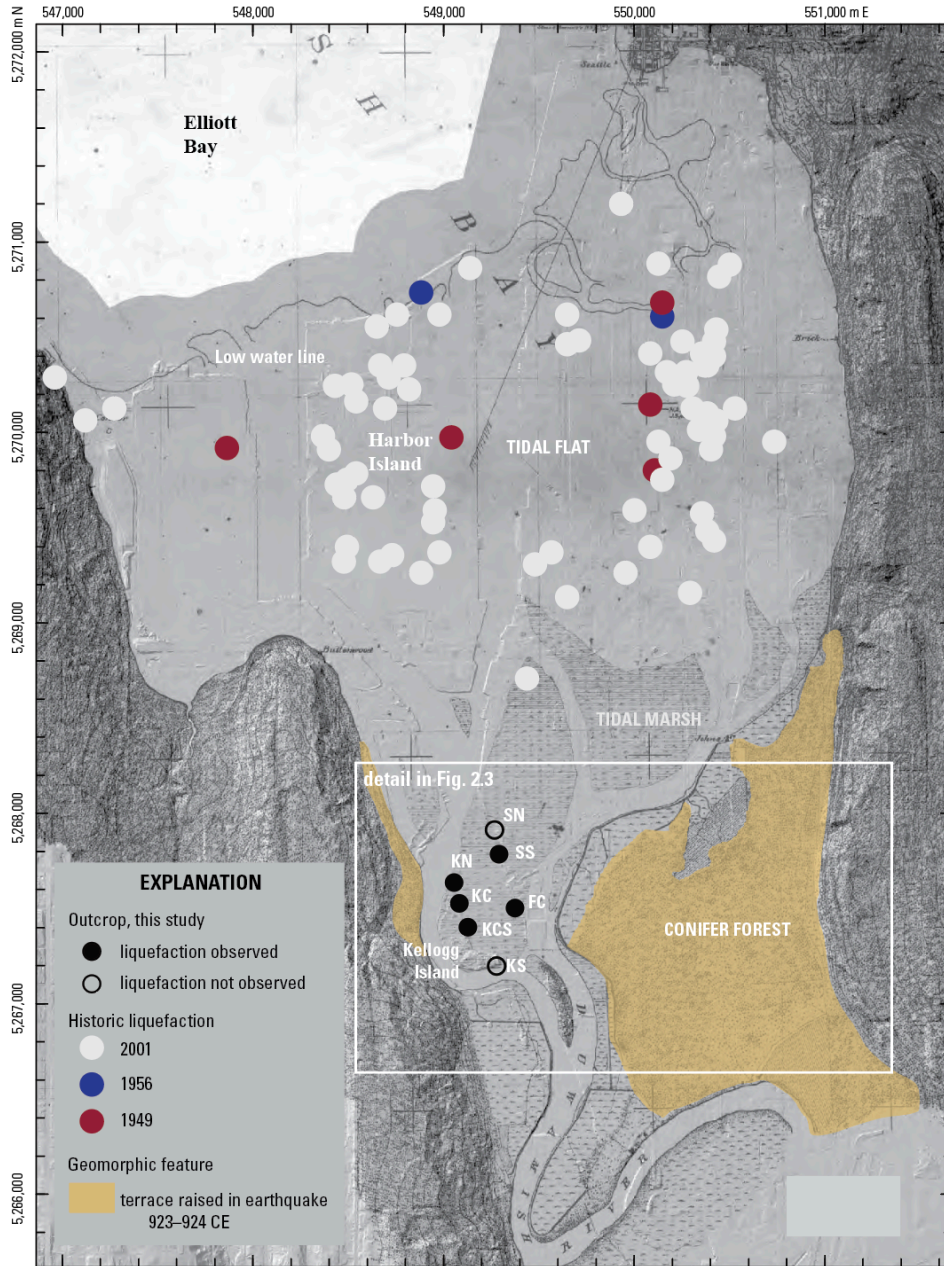 547,000
548,000
549,000
550,000
551,000 m E
5,272,000 m N
5,271,000
5,270,000
5,269,000
5,268,000
5,267,000
5,266,000
S
H
Elliott
Bay
Seattle
B
A
Y
Low water line
Harbor
Island
TIDAL FLAT
TIDAL MARSH
detail in Fig. 2.3
SN
SS
KN
KC
FC
KCS
Kellogg
Island
KS
CONIFER FOREST
D
U
W
A
M
I
S
H
R
I
V
E
R
EXPLANATION
Outcrop, this study
liquefaction observed
liquefaction not observed
Historic liquefaction
2001
1956
1949
Geomorphic feature
terrace raised in earthquake
923–924 CE